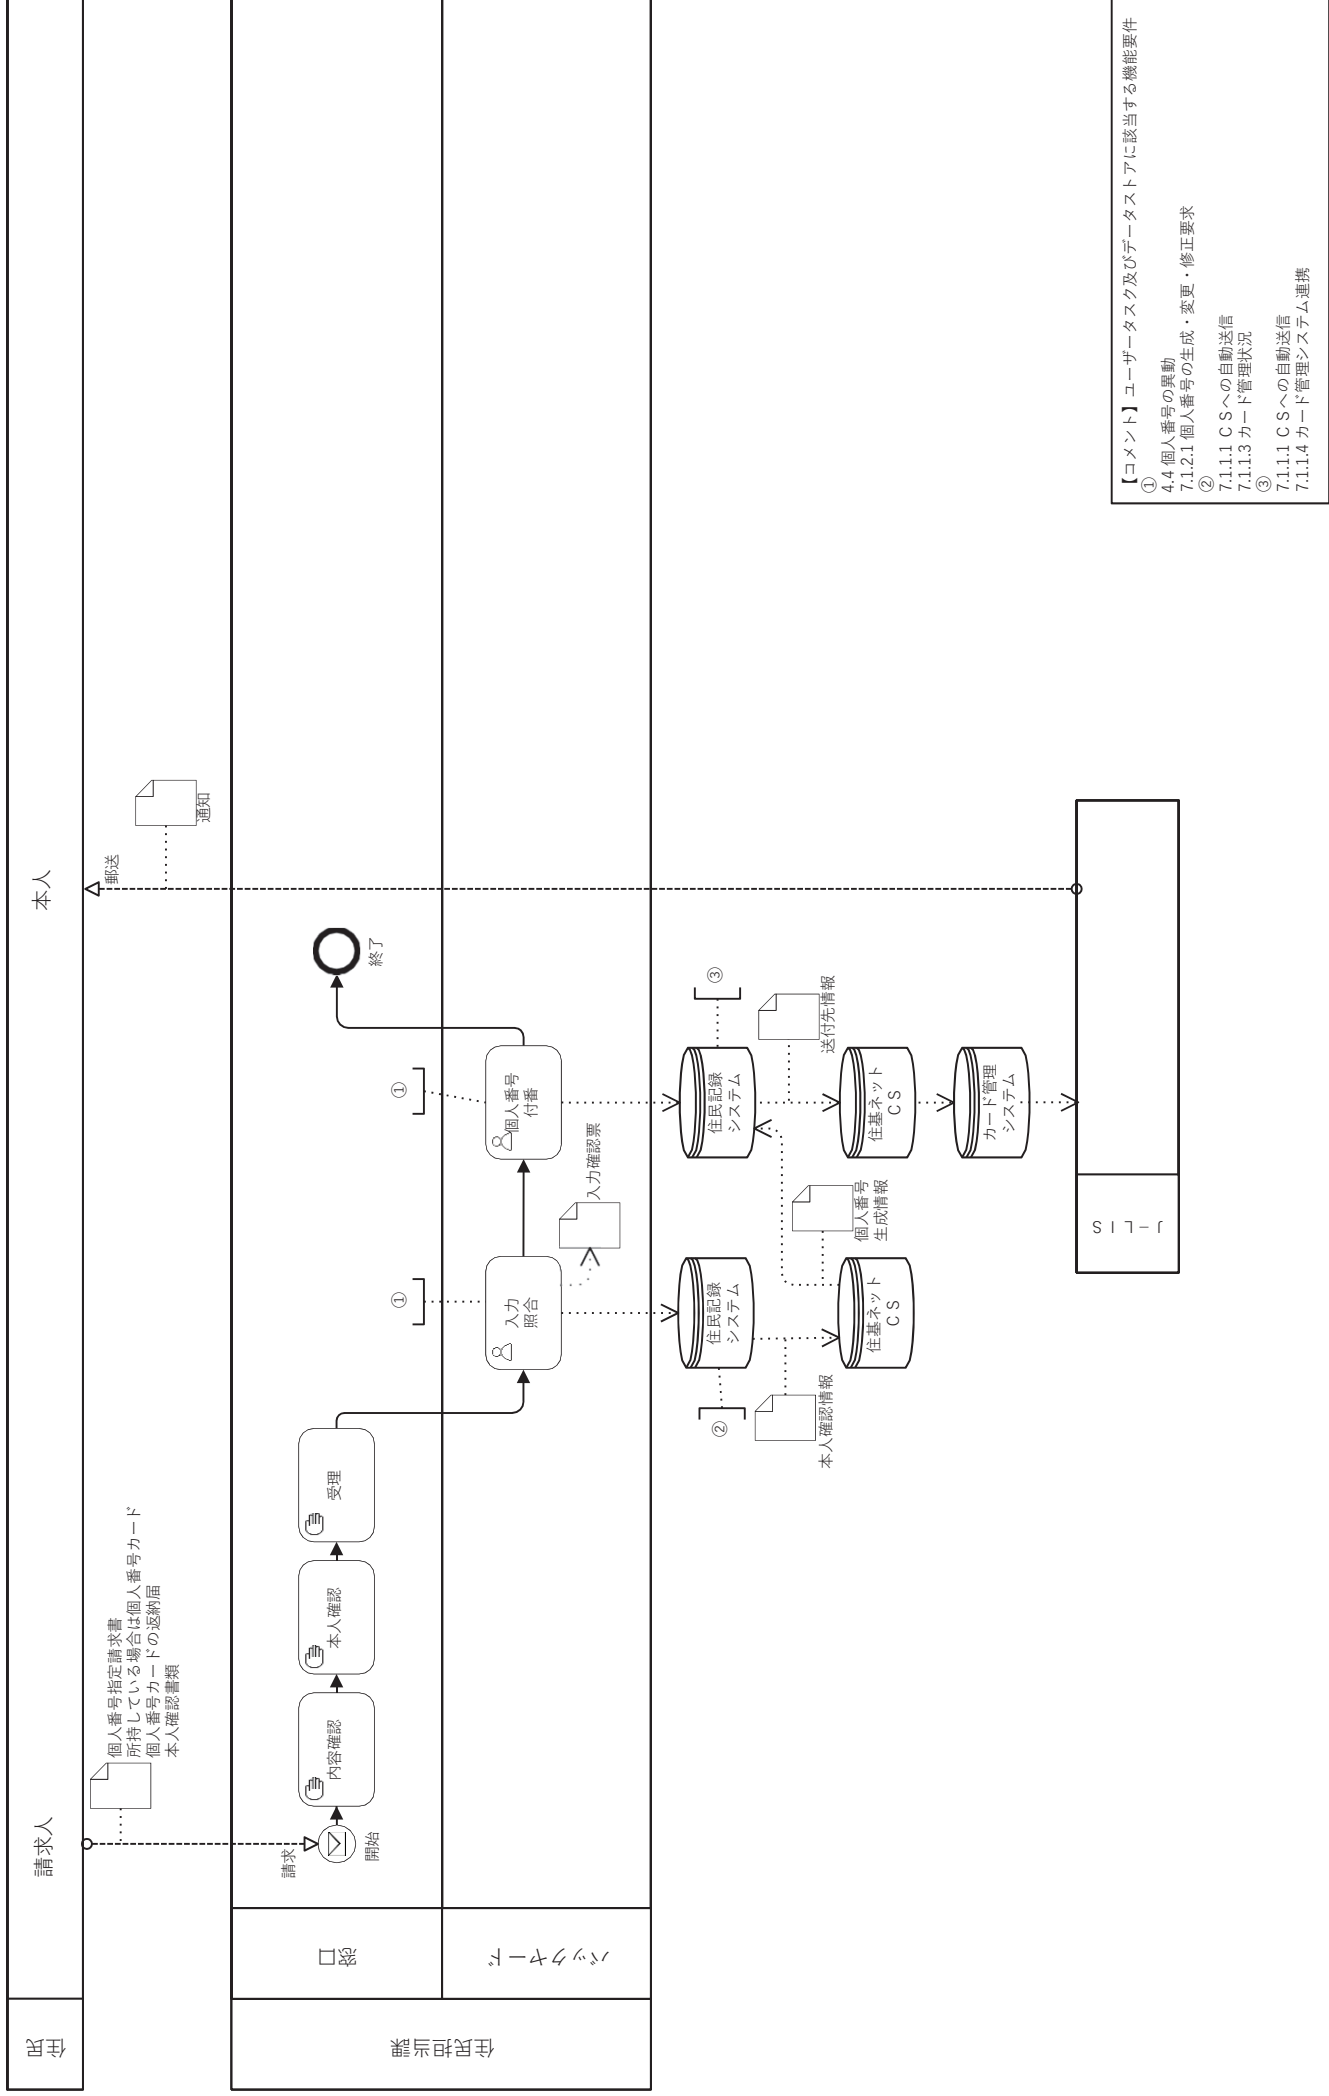 住民
請求人
本人
個人番号指定請求書
所持している場合は個人番号カード
個人番号カードの返納届
本人確認書類
郵送
通知
住民担当課
窓口
請求
開始
内容確認
本人確認
受理
終了
バックヤード
①
入力
照合
入力確認票
①
個人番号
付番
②
住民記録
システム
本人確認情報
住基ネット
ＣＳ
個人番号
生成情報
③
住民記録
システム
送付先情報
住基ネット
ＣＳ
カード管理
システム
Ｊ－ＬＩＳ
【コメント】ユーザータスク及びデータストアに該当する機能要件
①
4.4 個人番号の異動
7.1.2.1 個人番号の生成・変更・修正要求
②
7.1.1.1 ＣＳへの自動送信
7.1.1.3 カード管理状況
③
7.1.1.1 ＣＳへの自動送信
7.1.1.4 カード管理システム連携